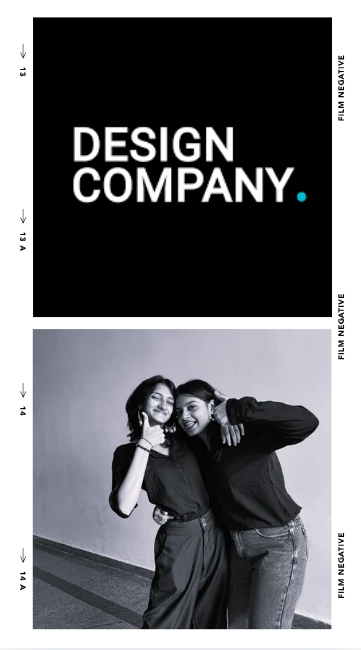 13
FILM NEGATIVE
DESIGN
COMPANY.
13 A
FILM NEGATIVE
14
14 A
FILM NEGATIVE